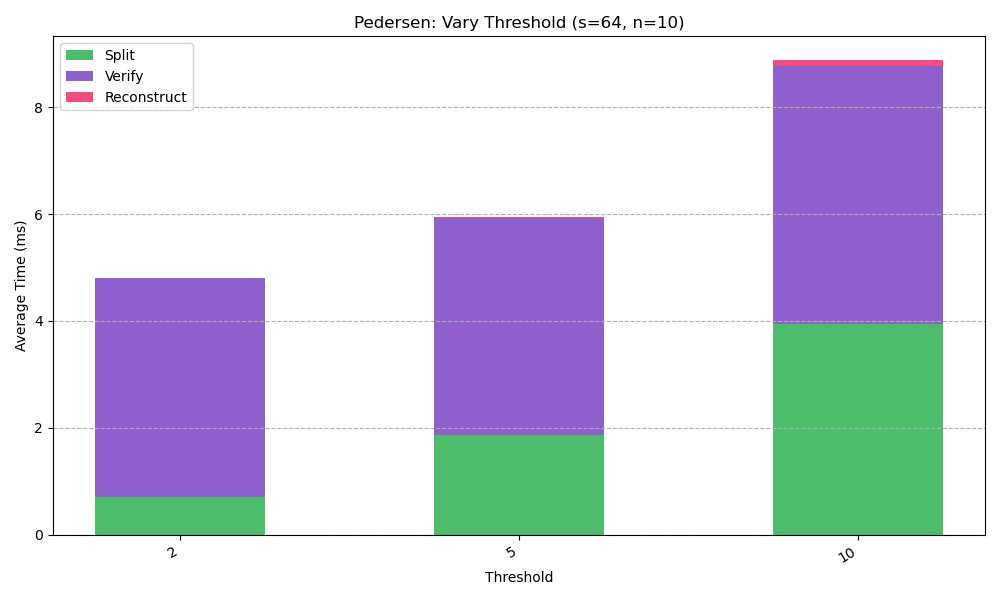 Pedersen: Vary Threshold (s=64, n=10)
Split
Verify
Reconstruct
Average Time (ms)
8
6
4
2
0
2
5
10
Threshold